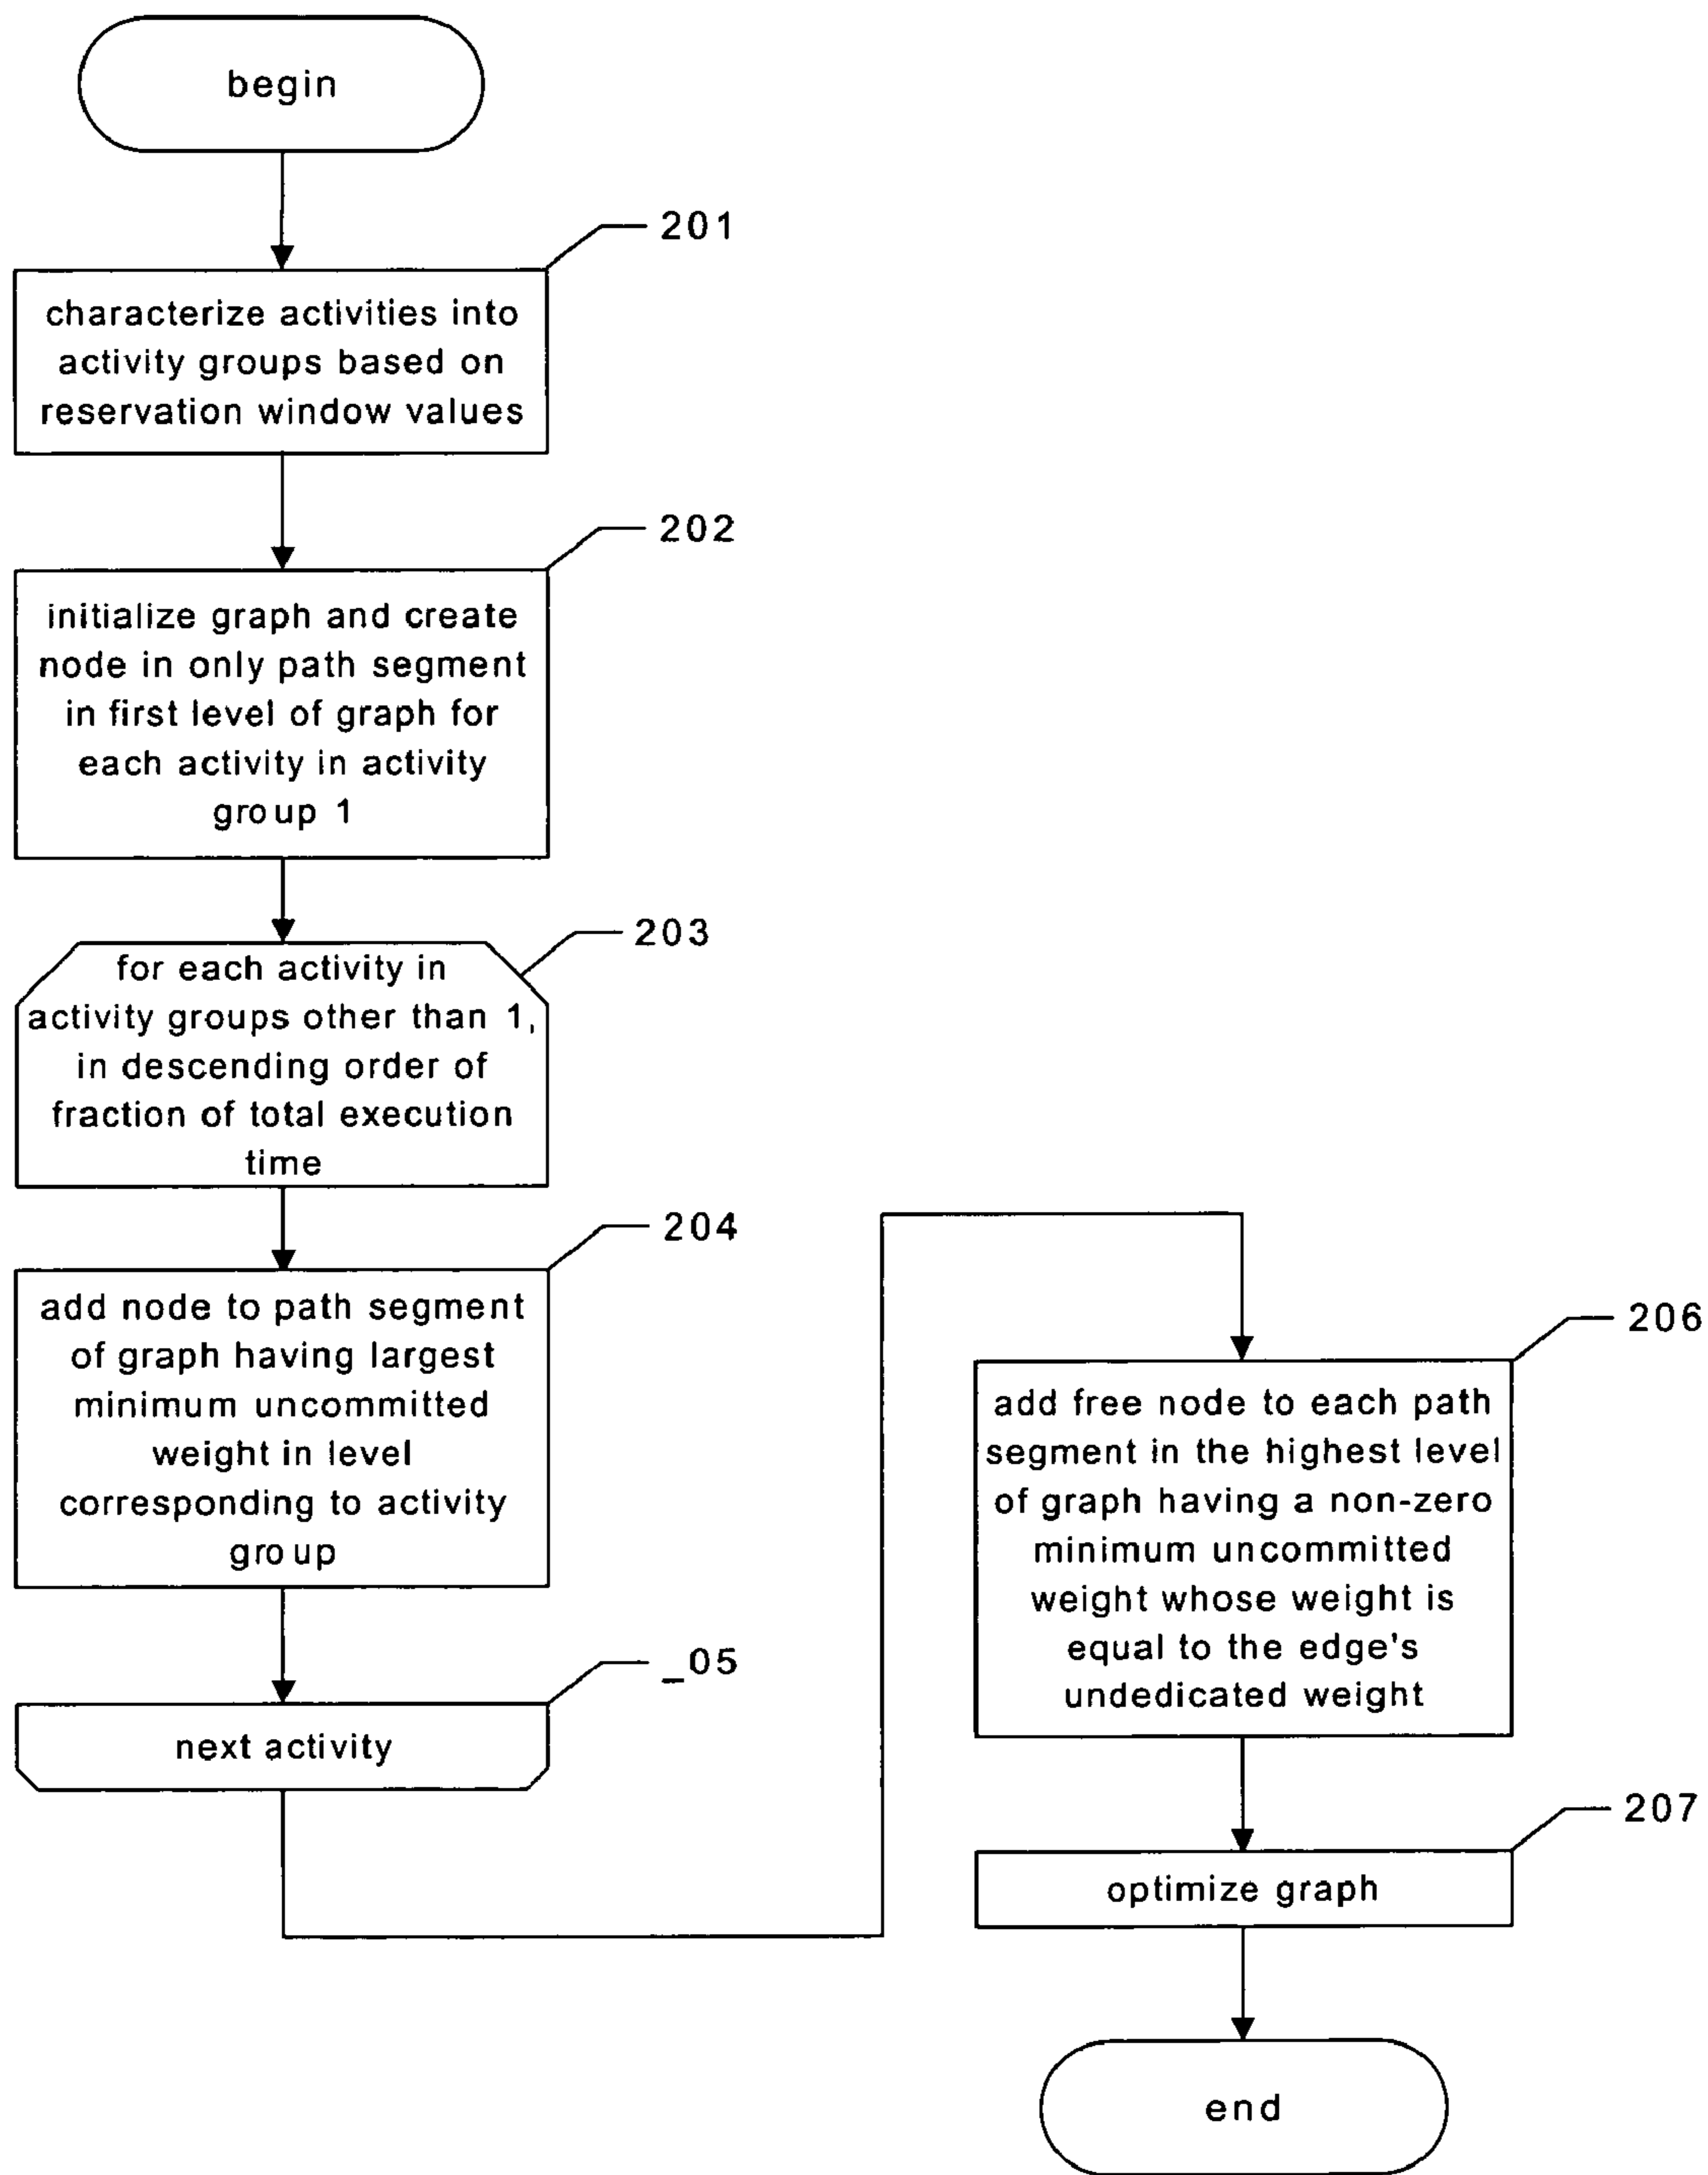 begin
201
characterize activities into
activity groups based on
reservation window values
202
initialize graph and create
node in only path segment
in first level of graph for
each activity in activity
group 1
203
for each activity in
activity groups other than 1,
in descending order of
fraction of total execution
time
204
add node to path segment
of graph having largest
minimum uncommitted
weight in level
corresponding to activity
group
_05
next activity
206
add free node to each path
segment in the highest level
of graph having a non-zero
minimum uncommitted
weight whose weight is
equal to the edge's
undedicated weight
207
optimize graph
end